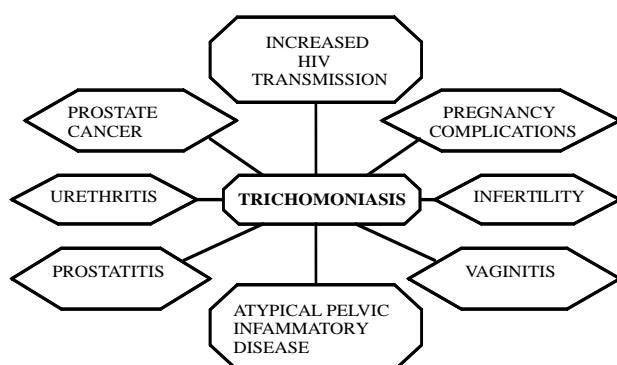 INCREASED
HIV
TRANSMISSION
PROSTATE
CANCER
PREGNANCY
COMPLICATIONS
URETHRITIS
TRICHOMONIASIS
INFERTILITY
PROSTATITIS
VAGINITIS
ATYPICAL PELVIC
INFAMMATORY
DISEASE